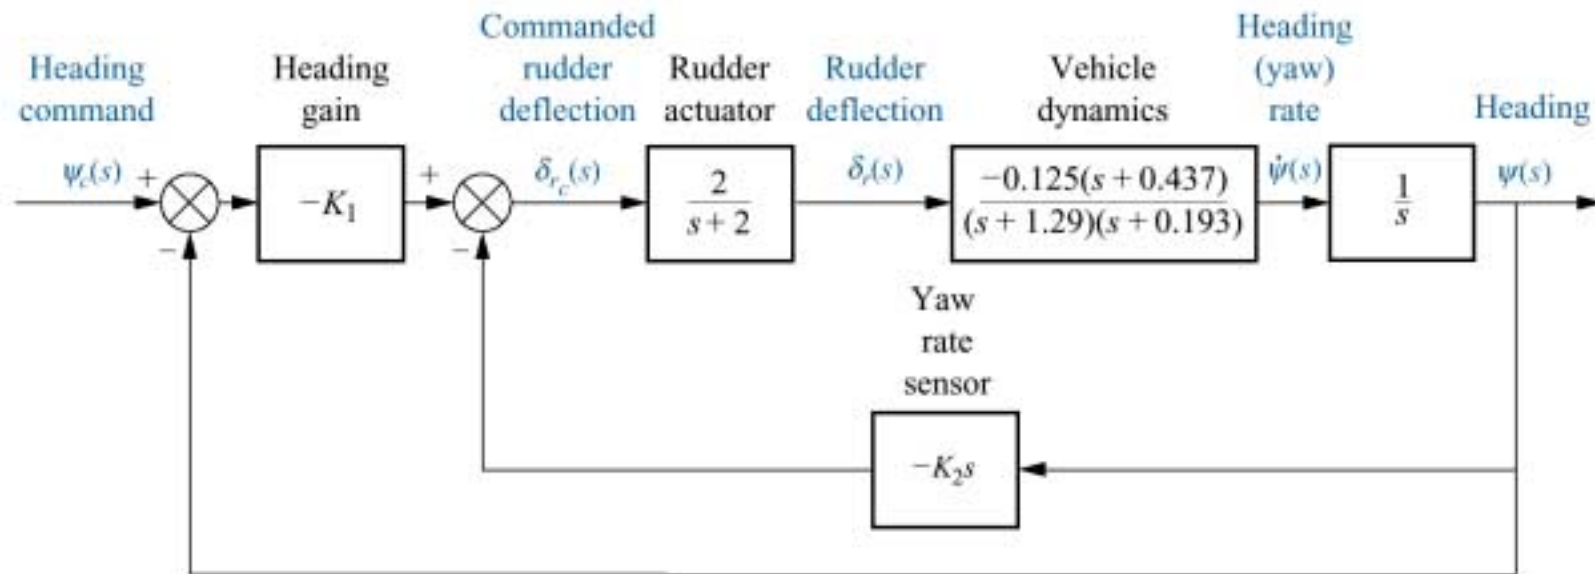 Heading
command
Heading
gain
Commanded
rudder
deflection
Rudder
actuator
Rudder
deflection
Vehicle
dynamics
Heading
(yaw)
rate
Heading
ψc(s)
+
−
−K1
+
−
δrc(s)
2
s + 2
δr(s)
−0.125(s + 0.437)
(s + 1.29)(s + 0.193)
ψ̇(s)
1
s
ψ(s)
Yaw
rate
sensor
−K2s